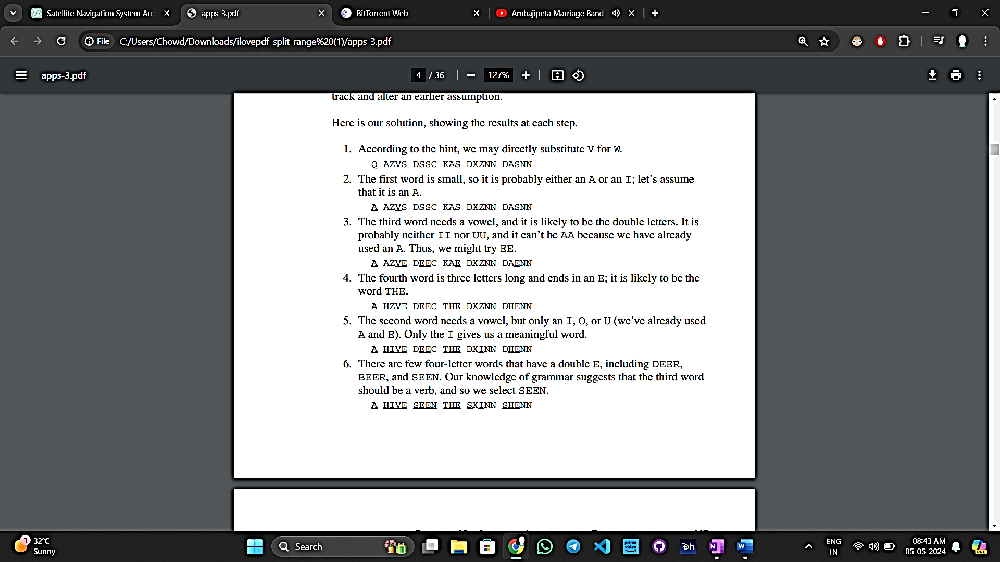 Satellite Navigation System Arc
apps-3.pdf
BitTorrent Web
Ambajipeta Marriage Band
File
C:/Users/Chowd/Downloads/ilovepdf_split-range%20(1)/apps-3.pdf
apps-3.pdf
4 / 36
127%
track and alter an earlier assumption.
Here is our solution, showing the results at each step.
1. According to the hint, we may directly substitute V for W.
Q AZVS DSSC KAS DXZNN DASNN
2. The first word is small, so it is probably either an A or an I; let's assume
that it is an A.
A AZVS DSSC KAS DXZNN DASNN
3. The third word needs a vowel, and it is likely to be the double letters. It is
probably neither II nor UU, and it can't be AA because we have already
used an A. Thus, we might try EE.
A AZVE DEEC KAE DXZNN DAENN
4. The fourth word is three letters long and ends in an E; it is likely to be the
word THE.
A HZVE DEEC THE DXZNN DHENN
5. The second word needs a vowel, but only an I, O, or U (we've already used
A and E). Only the I gives us a meaningful word.
A HIVE DEEC THE DXINN DHENN
6. There are few four-letter words that have a double E, including DEER,
BEER, and SEEN. Our knowledge of grammar suggests that the third word
should be a verb, and so we select SEEN.
A HIVE SEEN THE SXINN SHENN
1
32°C
Sunny
Search
prime video
Dh
N
W
ENG
IN
08:43 AM
05-05-2024
PRE